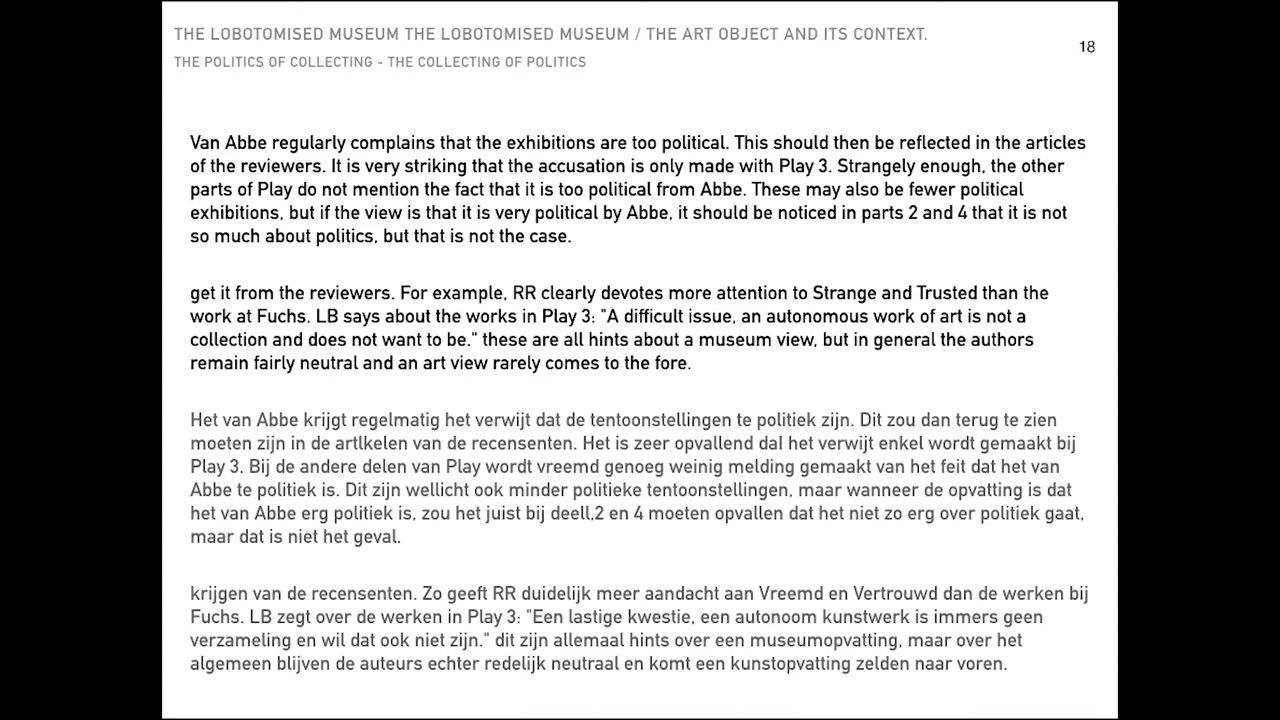 THE LOBOTOMISED MUSEUM THE LOBOTOMISED MUSEUM / THE ART OBJECT AND ITS CONTEXT.
18
THE POLITICS OF COLLECTING - THE COLLECTING OF POLITICS
Van Abbe regularly complains that the exhibitions are too political. This should then be reflected in the articles
of the reviewers. It is very striking that the accusation is only made with Play 3. Strangely enough, the other
parts of Play do not mention the fact that it is too political from Abbe. These may also be fewer political
exhibitions, but if the view is that it is very political by Abbe, it should be noticed in parts 2 and 4 that it is not
so much about politics, but that is not the case.
get it from the reviewers. For example, RR clearly devotes more attention to Strange and Trusted than the
work at Fuchs. LB says about the works in Play 3: "A difficult issue, an autonomous work of art is not a
collection and does not want to be." these are all hints about a museum view, but in general the authors
remain fairly neutral and an art view rarely comes to the fore.
Het van Abbe krijgt regelmatig het verwijt dat de tentoonstellingen te politiek zijn. Dit zou dan terug te zien
moeten zijn in de artlkelen van de recensenten. Het is zeer opvallend dal het verwijt enkel wordt gemaakt bij
Play 3. Bij de andere delen van Play wordt vreemd genoeg weinig melding gemaakt van het feit dat het van
Abbe te politiek is. Dit zijn wellicht ook minder politieke tentoonstellingen, maar wanneer de opvatting is dat
het van Abbe erg politiek is, zou het juist bij deell,2 en 4 moeten opvallen dat het niet zo erg over politiek gaat,
maar dat is niet het geval.
krijgen van de recensenten. Zo geeft RR duidelijk meer aandacht aan Vreemd en Vertrouwd dan de werken bij
Fuchs. LB zegt over de werken in Play 3: "Een lastige kwestie, een autonoom kunstwerk is immers geen
verzameling en wil dat ook niet zijn." dit zijn allemaal hints over een museumopvatting, maar over het
algemeen blijven de auteurs echter redelijk neutraal en komt een kunstopvatting zelden naar voren.